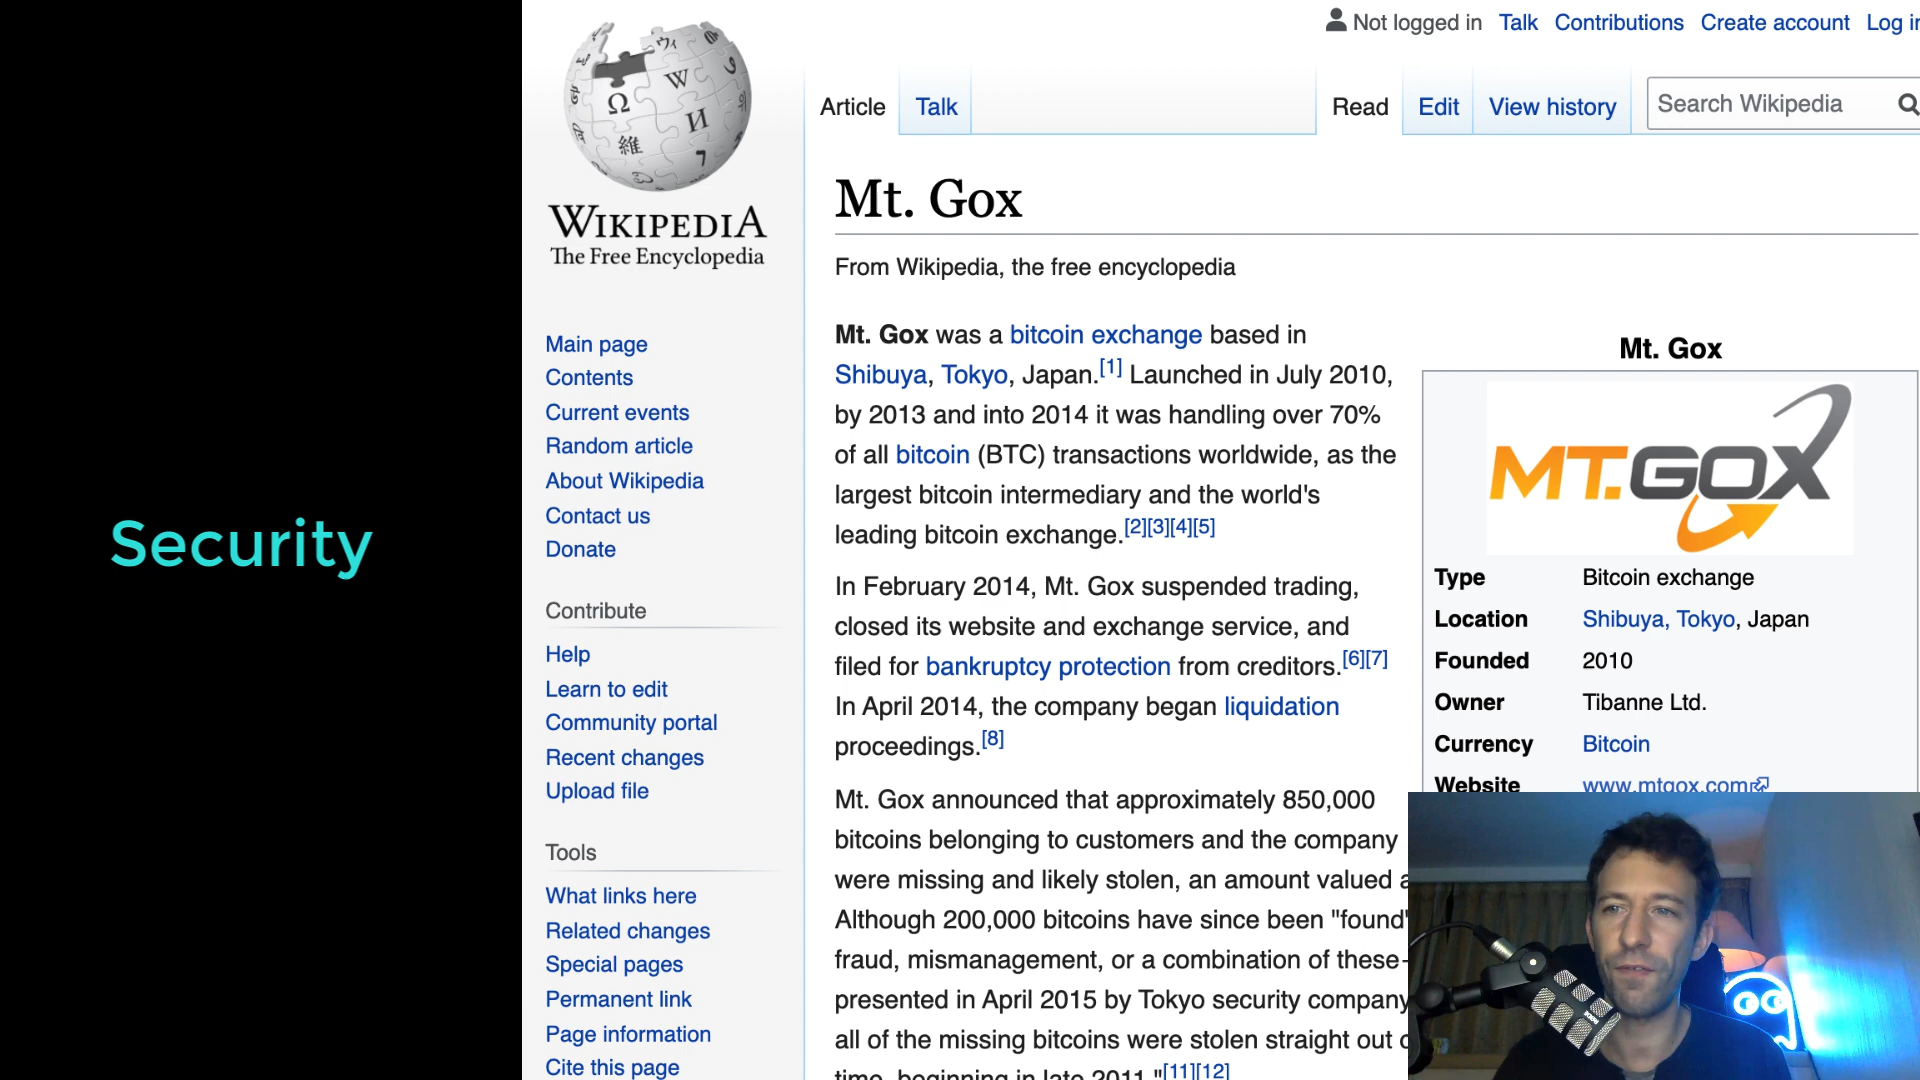 Security
WIKIPEDIA
The Free Encyclopedia
Main page
Contents
Current events
Random article
About Wikipedia
Contact us
Donate
Contribute
Help
Learn to edit
Community portal
Recent changes
Upload file
Tools
What links here
Related changes
Special pages
Permanent link
Page information
Cite this page
Not logged in Talk Contributions Create account Log in
Article Talk
Read Edit View history
Search Wikipedia
Mt. Gox
From Wikipedia, the free encyclopedia
Mt. Gox was a bitcoin exchange based in
Shibuya, Tokyo, Japan.[1] Launched in July 2010,
by 2013 and into 2014 it was handling over 70%
of all bitcoin (BTC) transactions worldwide, as the
largest bitcoin intermediary and the world's
leading bitcoin exchange.[2][3][4][5]
In February 2014, Mt. Gox suspended trading,
closed its website and exchange service, and
filed for bankruptcy protection from creditors.[6][7]
In April 2014, the company began liquidation
proceedings.[8]
Mt. Gox announced that approximately 850,000
bitcoins belonging to customers and the company
were missing and likely stolen, an amount valued
Although 200,000 bitcoins have since been "found"
fraud, mismanagement, or a combination of these
presented in April 2015 by Tokyo security company
all of the missing bitcoins were stolen straight out
time, beginning in late 2011."[11][12]
Mt. Gox
MT.GOX
Type Bitcoin exchange
Location Shibuya, Tokyo, Japan
Founded 2010
Owner Tibanne Ltd.
Currency Bitcoin
Website www.mtgox.com